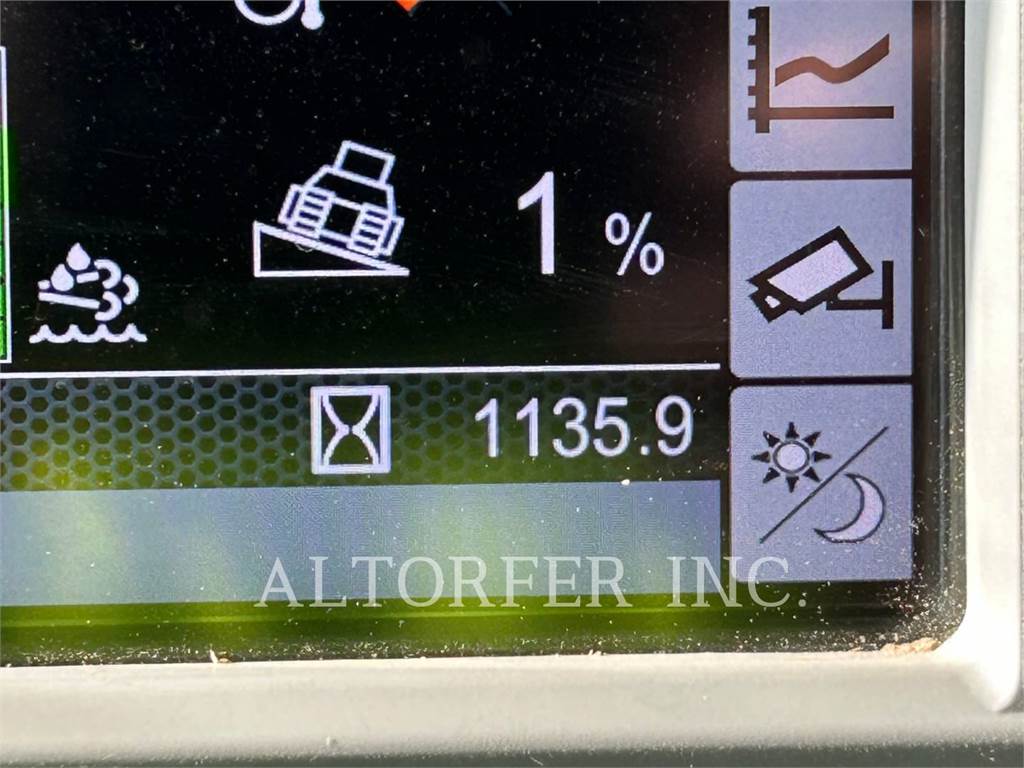 1 %
1135.9
ALTORFER INC.